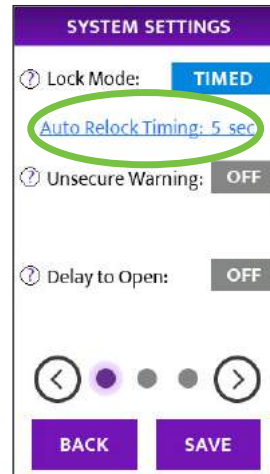 SYSTEM SETTINGS
? Lock Mode: TIMED
Auto Relock Timing: 5 sec
? Unsecure Warning: OFF
? Delay to Open: OFF
< >
BACK SAVE